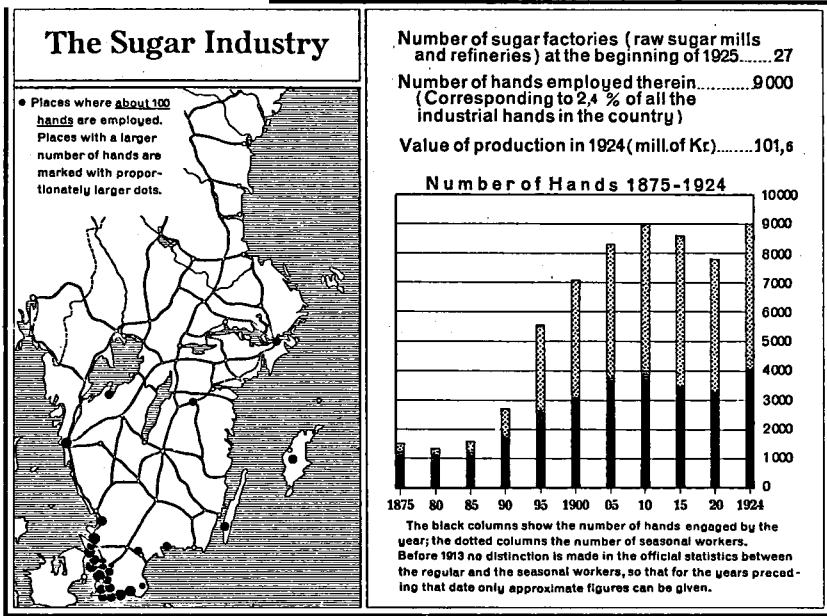 The Sugar Industry
• Places where about 100
hands are employed.
Places with a larger
number of hands are
marked with propor-
tionately larger dots.
Number of sugar factories (raw sugar mills
and refineries) at the beginning of 1925.......27
Number of hands employed therein...........9000
(Corresponding to 2,4 % of all the
industrial hands in the country)
Value of production in 1924 (mill. of Kr.)........101,6
Number of Hands 1875-1924
10000
9000
8000
7000
6000
5000
4000
3000
2000
1000
0
1875 80 85 90 95 1900 05 10 15 20 1924
The black columns show the number of hands engaged by the
year; the dotted columns the number of seasonal workers.
Before 1913 no distinction is made in the official statistics between
the regular and the seasonal workers, so that for the years preced-
ing that date only approximate figures can be given.